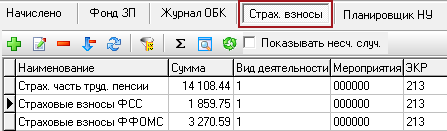 Начислено Фонд ЗП Журнал ОБК Страх. взносы Планировщик НУ
Показывать несч. случ.
Наименование Сумма Вид деятельности Мероприятия ЭКР
Страх. часть труд. пенсии 14 108.44 1 000000 213
Страховые взносы ФСС 1 859.75 1 000000 213
Страховые взносы ФФОМС 3 270.59 1 000000 213